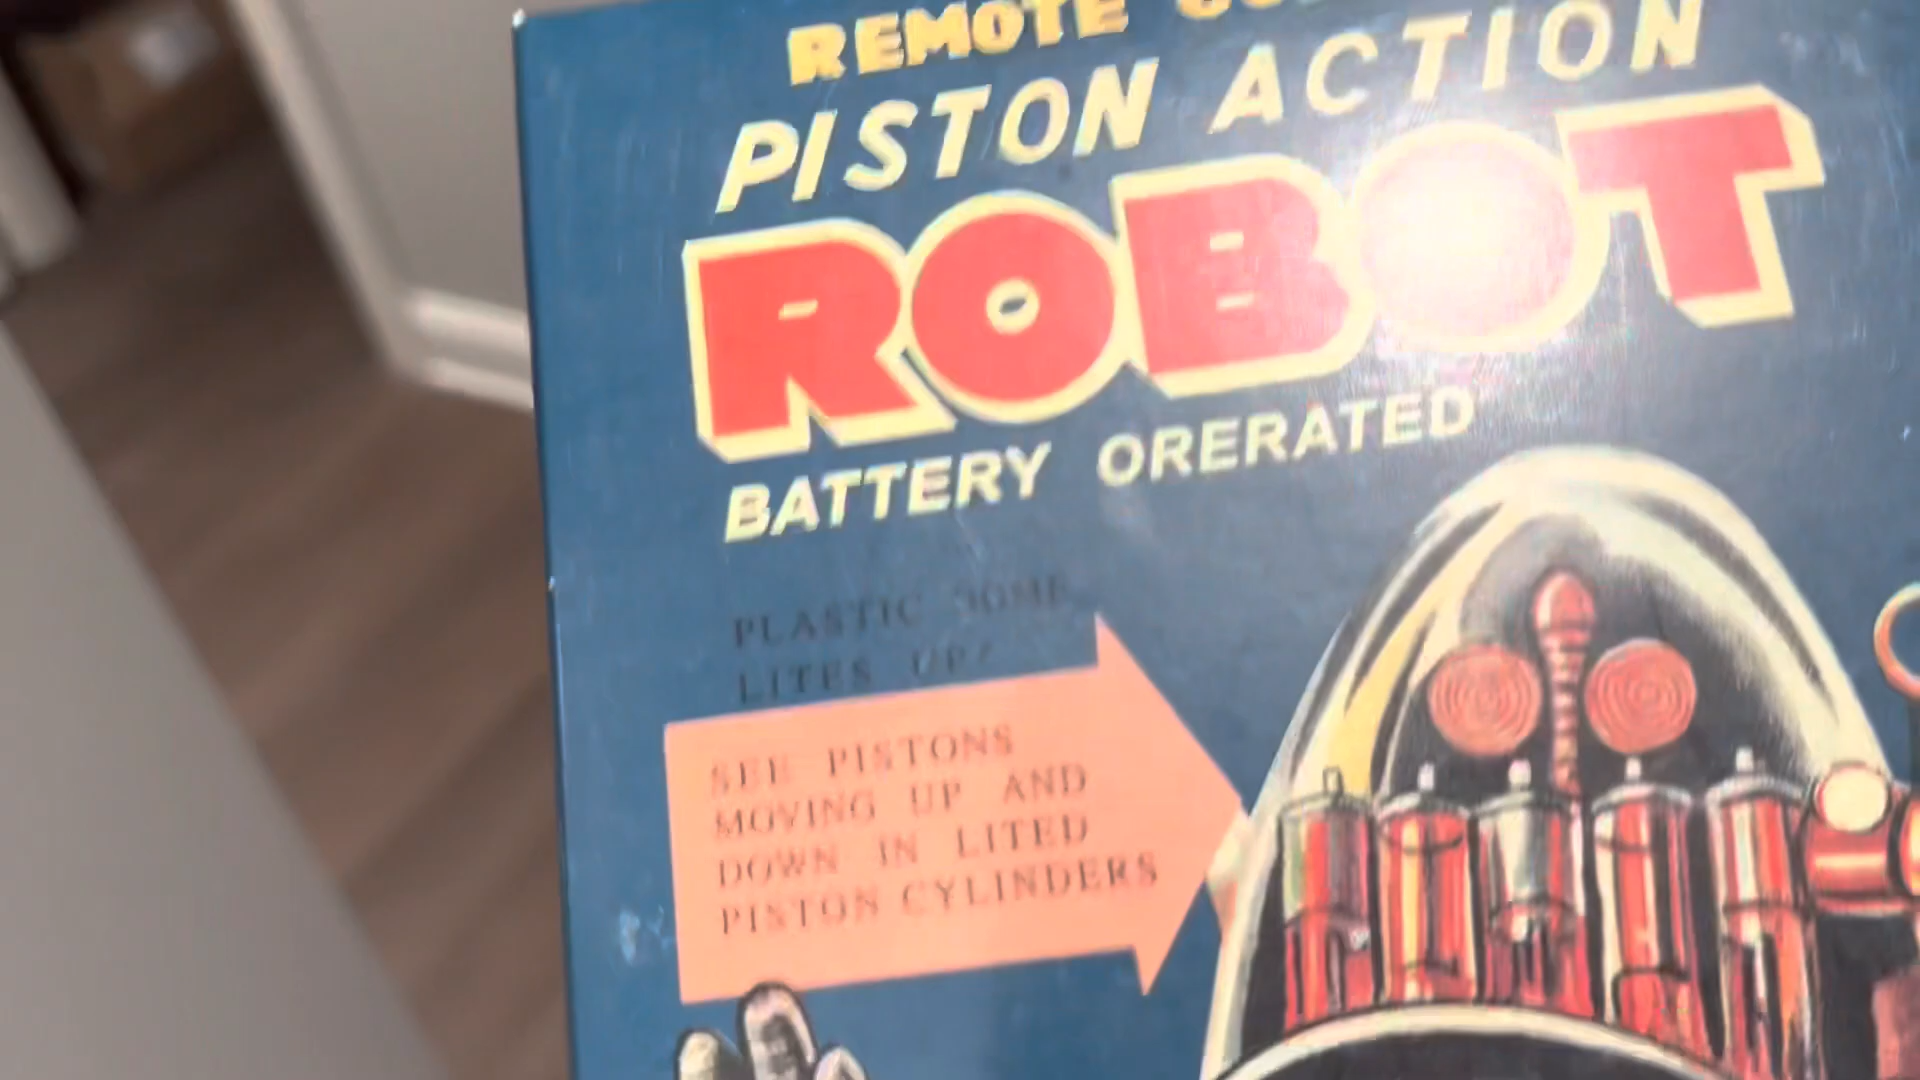 REMOTE
PISTON ACTION
ROBOT
BATTERY ORERATED
PLASTIC DOME
LITES UP
SEE PISTONS
MOVING UP AND
DOWN IN LITED
PISTON CYLINDERS